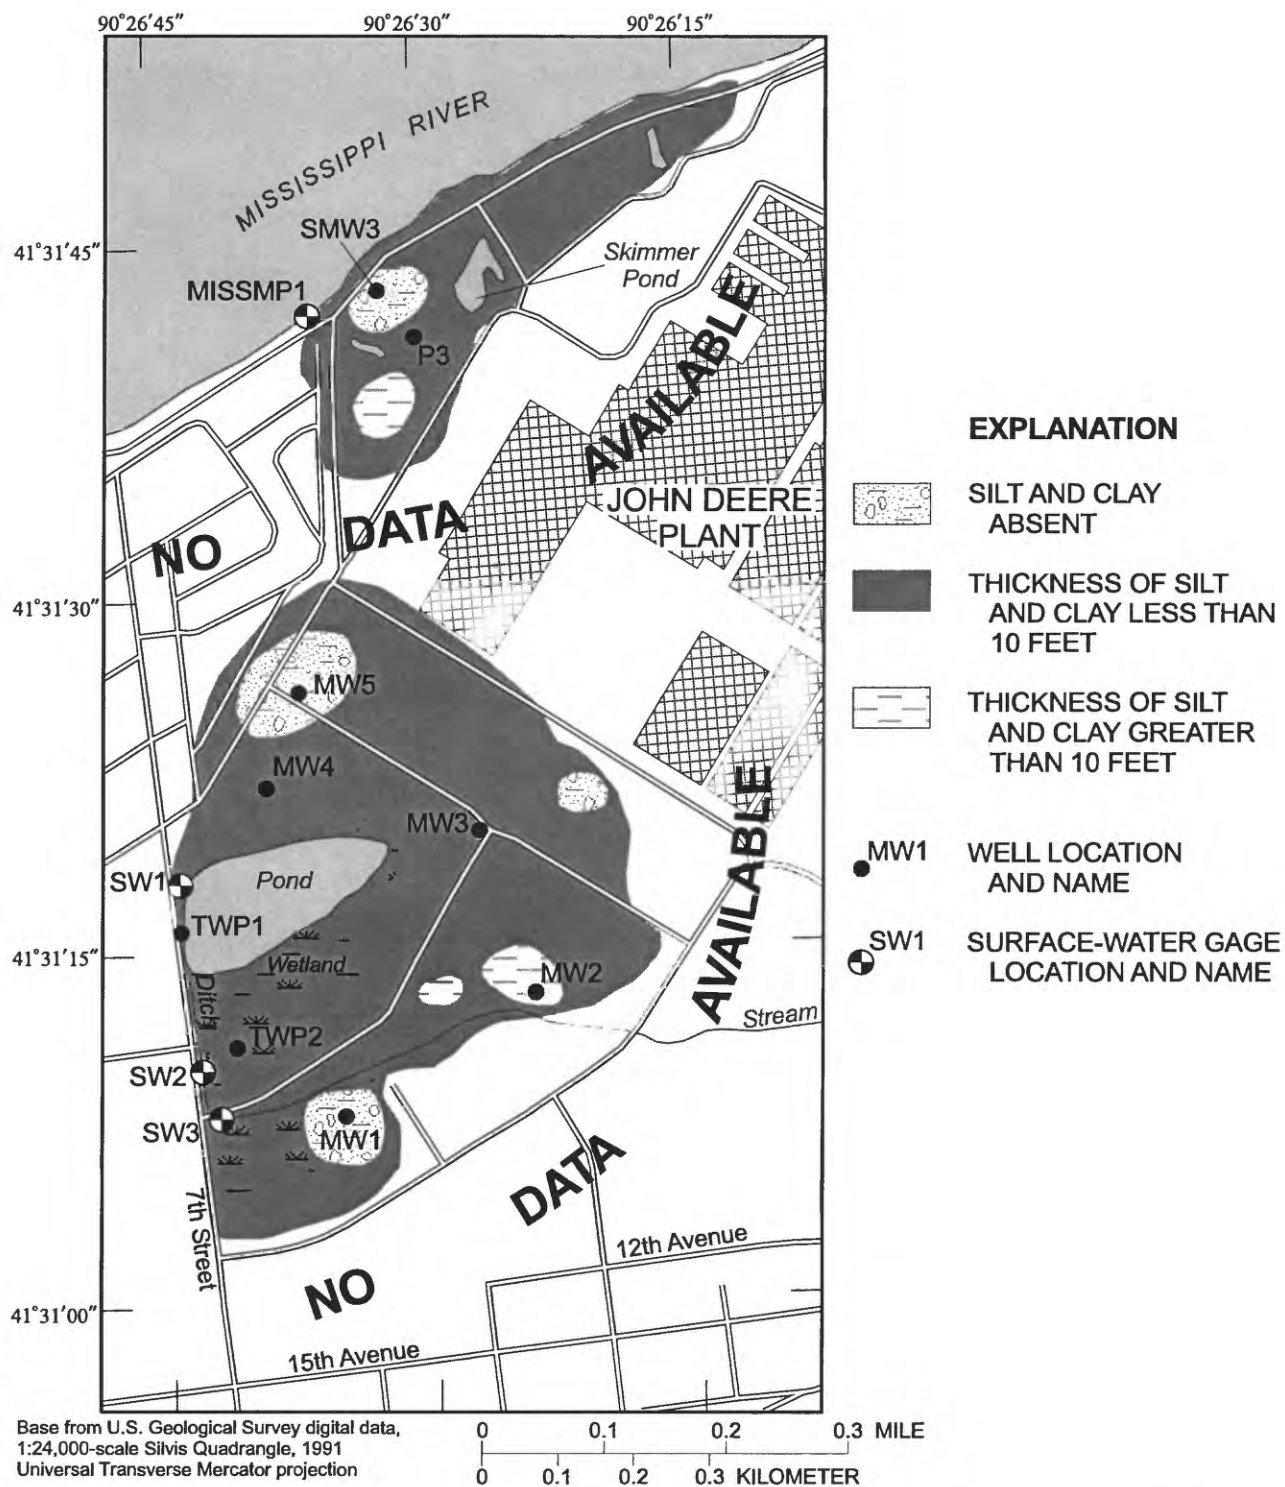 90°26′45″
90°26′30″
90°26′15″
MISSISSIPPI RIVER
SMW3
41°31′45″
Skimmer
Pond
MISSMP1
P3
AVAILABLE
EXPLANATION
SILT AND CLAY
ABSENT
JOHN DEERE
PLANT
DATA
NO
THICKNESS OF SILT
AND CLAY LESS THAN
10 FEET
41°31′30″
MW5
THICKNESS OF SILT
AND CLAY GREATER
THAN 10 FEET
MW4
MW3
AVAILABLE
MW1
WELL LOCATION
AND NAME
SW1
Pond
TWP1
SW1
SURFACE-WATER GAGE
LOCATION AND NAME
41°31′15″
Wetland
MW2
Ditch
Stream
TWP2
SW2
SW3
MW1
DATA
7th Street
12th Avenue
NO
41°31′00″
15th Avenue
Base from U.S. Geological Survey digital data,
1:24,000-scale Silvis Quadrangle, 1991
Universal Transverse Mercator projection
0 0.1 0.2 0.3 MILE
0 0.1 0.2 0.3 KILOMETER